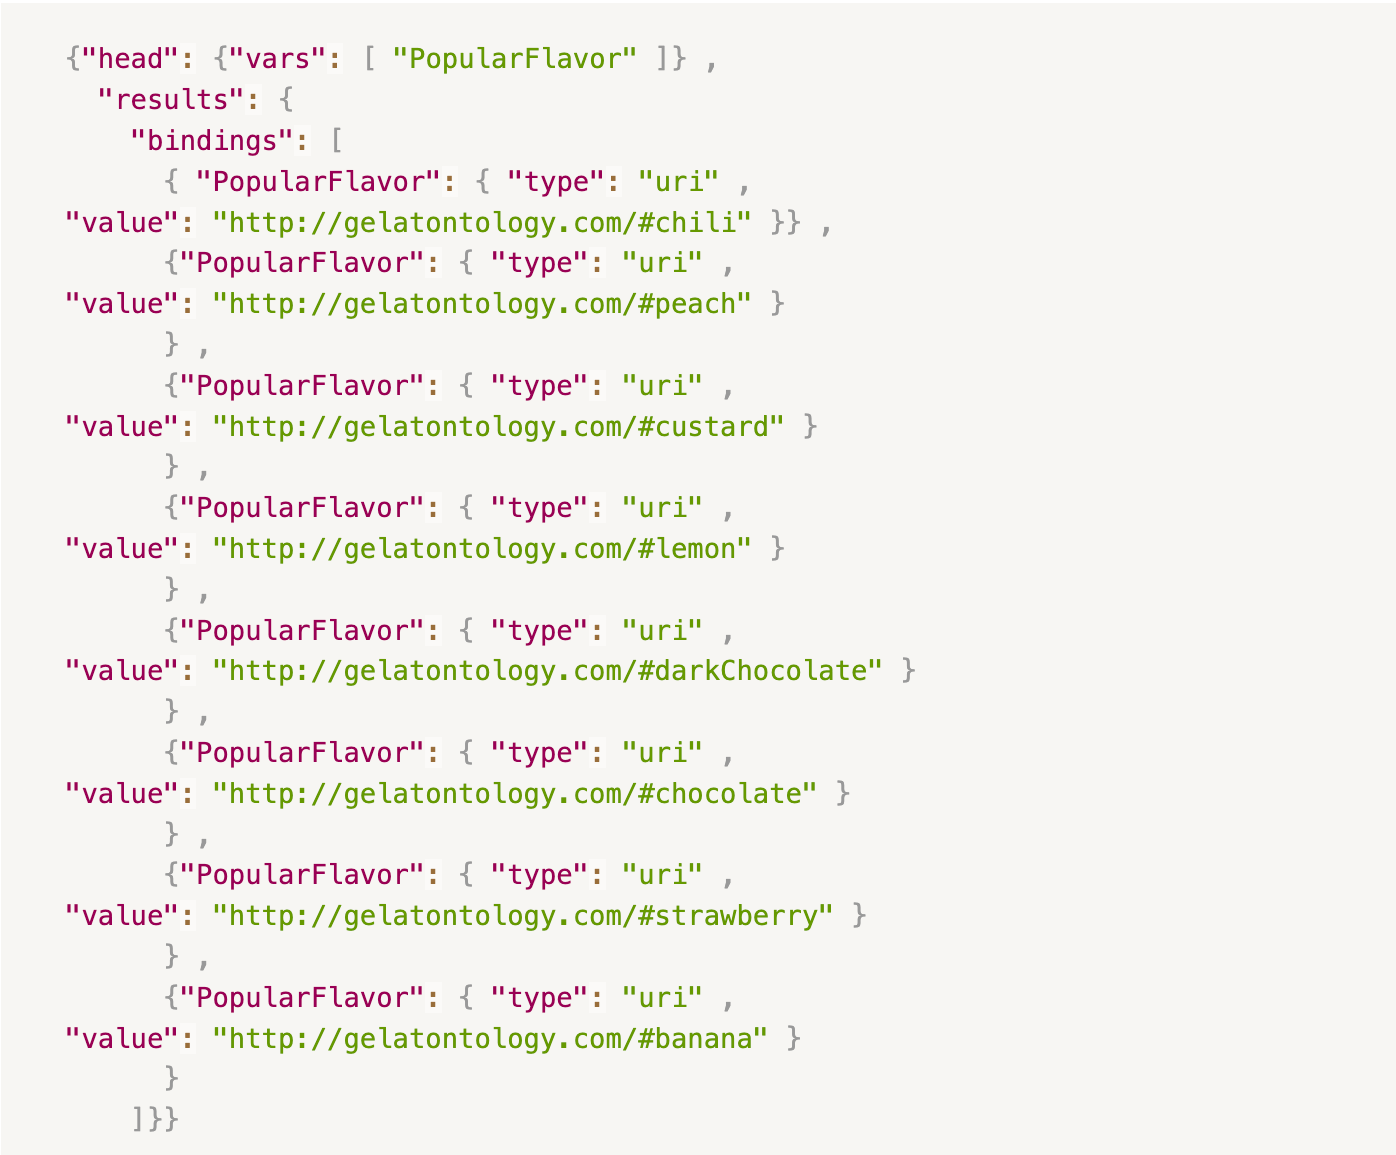 {"head": {"vars": [ "PopularFlavor" ]} ,
  "results": {
    "bindings": [
      { "PopularFlavor": { "type": "uri" ,
"value": "http://gelatontology.com/#chili" }} ,
      {"PopularFlavor": { "type": "uri" ,
"value": "http://gelatontology.com/#peach" }
      } ,
      {"PopularFlavor": { "type": "uri" ,
"value": "http://gelatontology.com/#custard" }
      } ,
      {"PopularFlavor": { "type": "uri" ,
"value": "http://gelatontology.com/#lemon" }
      } ,
      {"PopularFlavor": { "type": "uri" ,
"value": "http://gelatontology.com/#darkChocolate" }
      } ,
      {"PopularFlavor": { "type": "uri" ,
"value": "http://gelatontology.com/#chocolate" }
      } ,
      {"PopularFlavor": { "type": "uri" ,
"value": "http://gelatontology.com/#strawberry" }
      } ,
      {"PopularFlavor": { "type": "uri" ,
"value": "http://gelatontology.com/#banana" }
      }
    ]}}